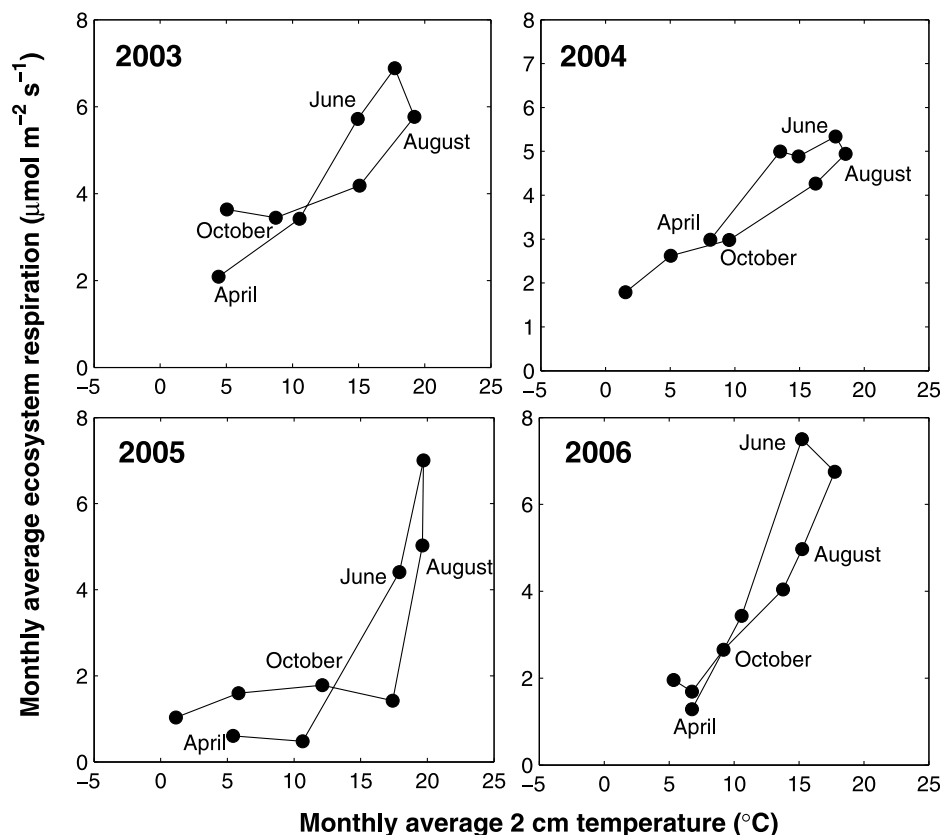 Monthly average ecosystem respiration (μmol m⁻² s⁻¹)
2003
8
6
4
2
0
−5 0 5 10 15 20 25
June
August
October
April
2004
8
7
6
5
4
3
2
1
0
−5 0 5 10 15 20 25
June
August
April
October
2005
8
6
4
2
0
−5 0 5 10 15 20 25
June
August
October
April
2006
8
6
4
2
0
−5 0 5 10 15 20 25
June
August
October
April
Monthly average 2 cm temperature (°C)